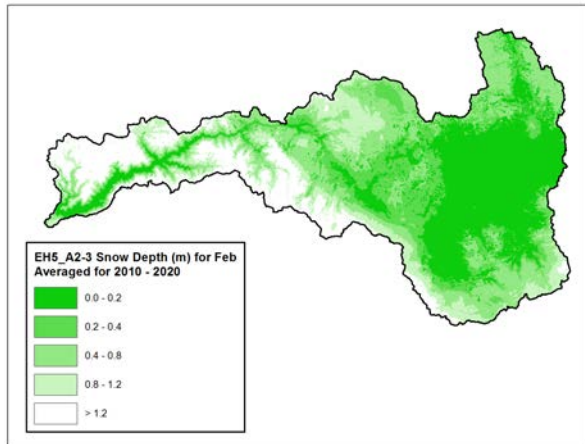 EH5_A2-3 Snow Depth (m) for Feb
Averaged for 2010 - 2020
0.0 - 0.2
0.2 - 0.4
0.4 - 0.8
0.8 - 1.2
> 1.2